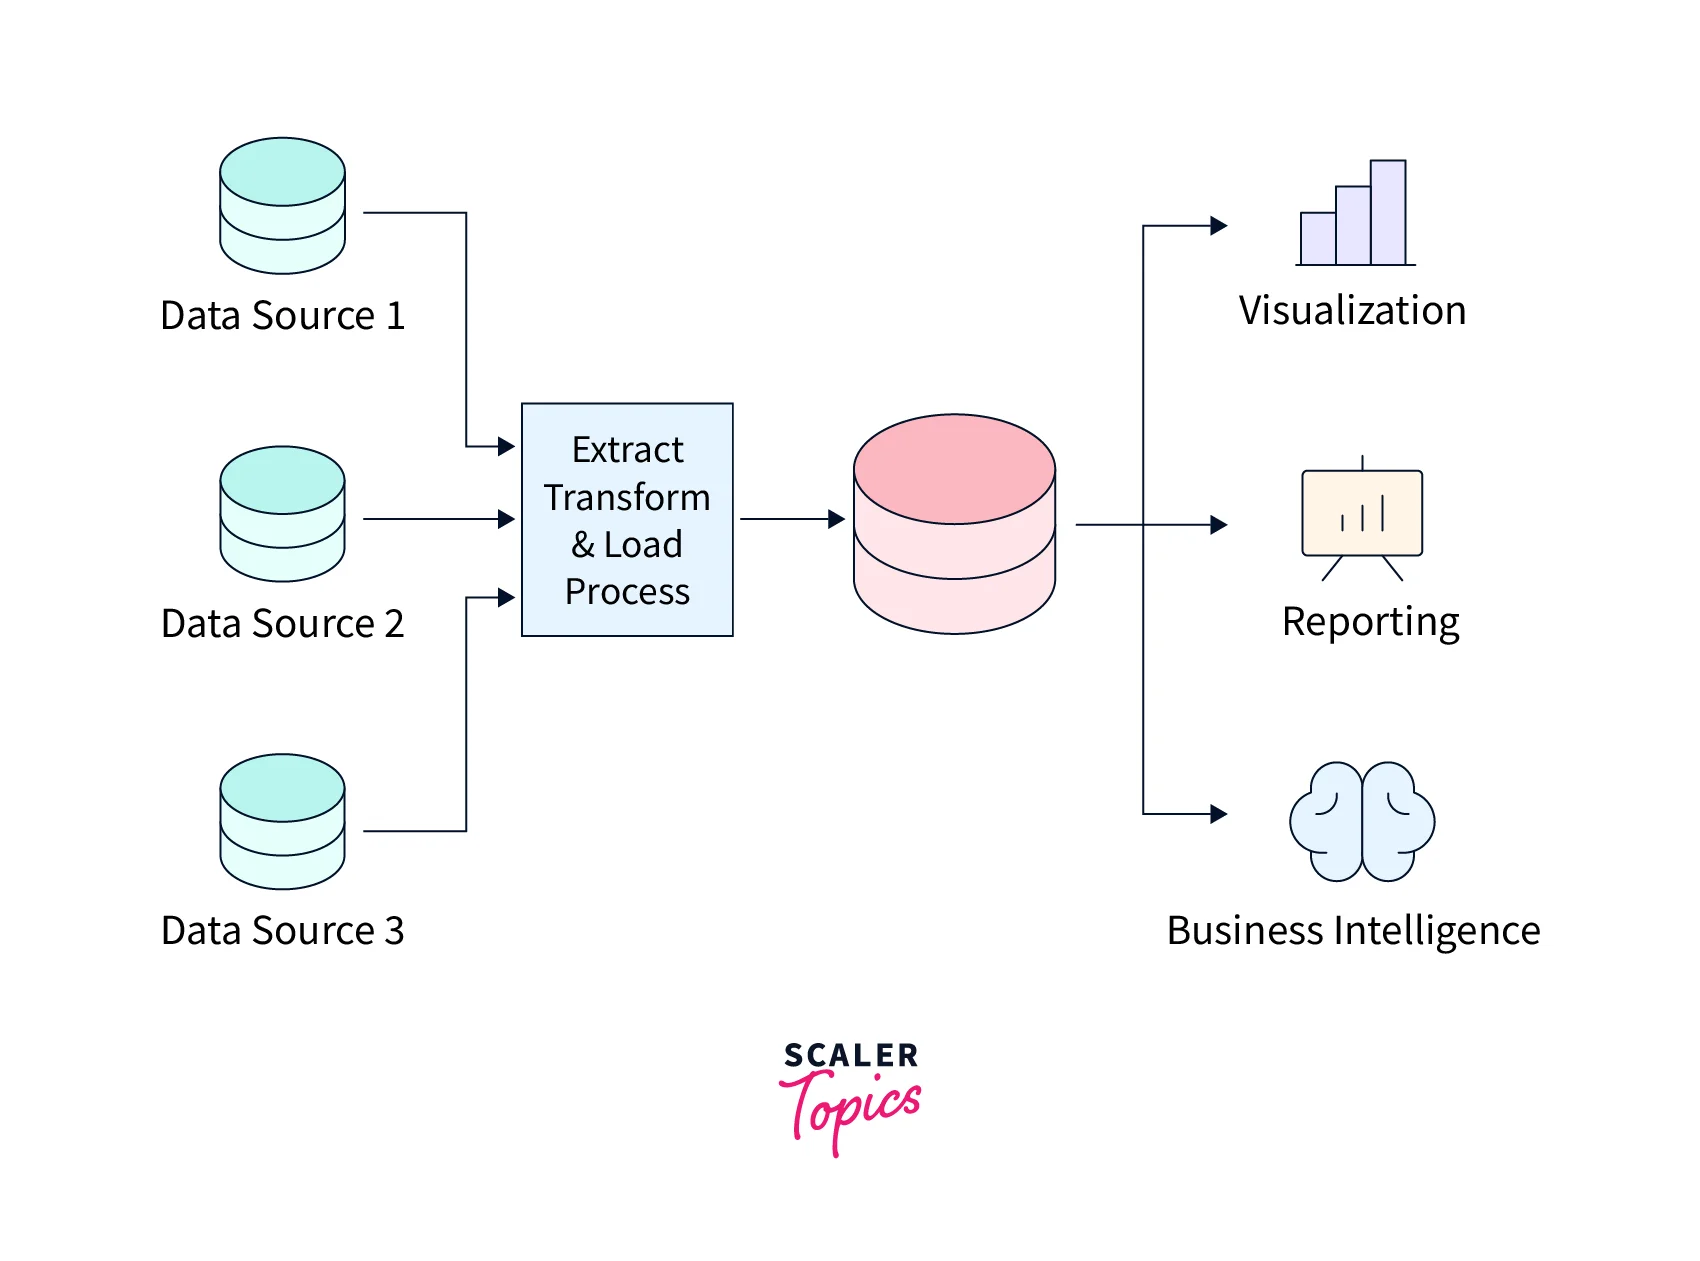 Data Source 1
Data Source 2
Data Source 3
Extract
Transform
& Load
Process
Visualization
Reporting
Business Intelligence
SCALER
Topics